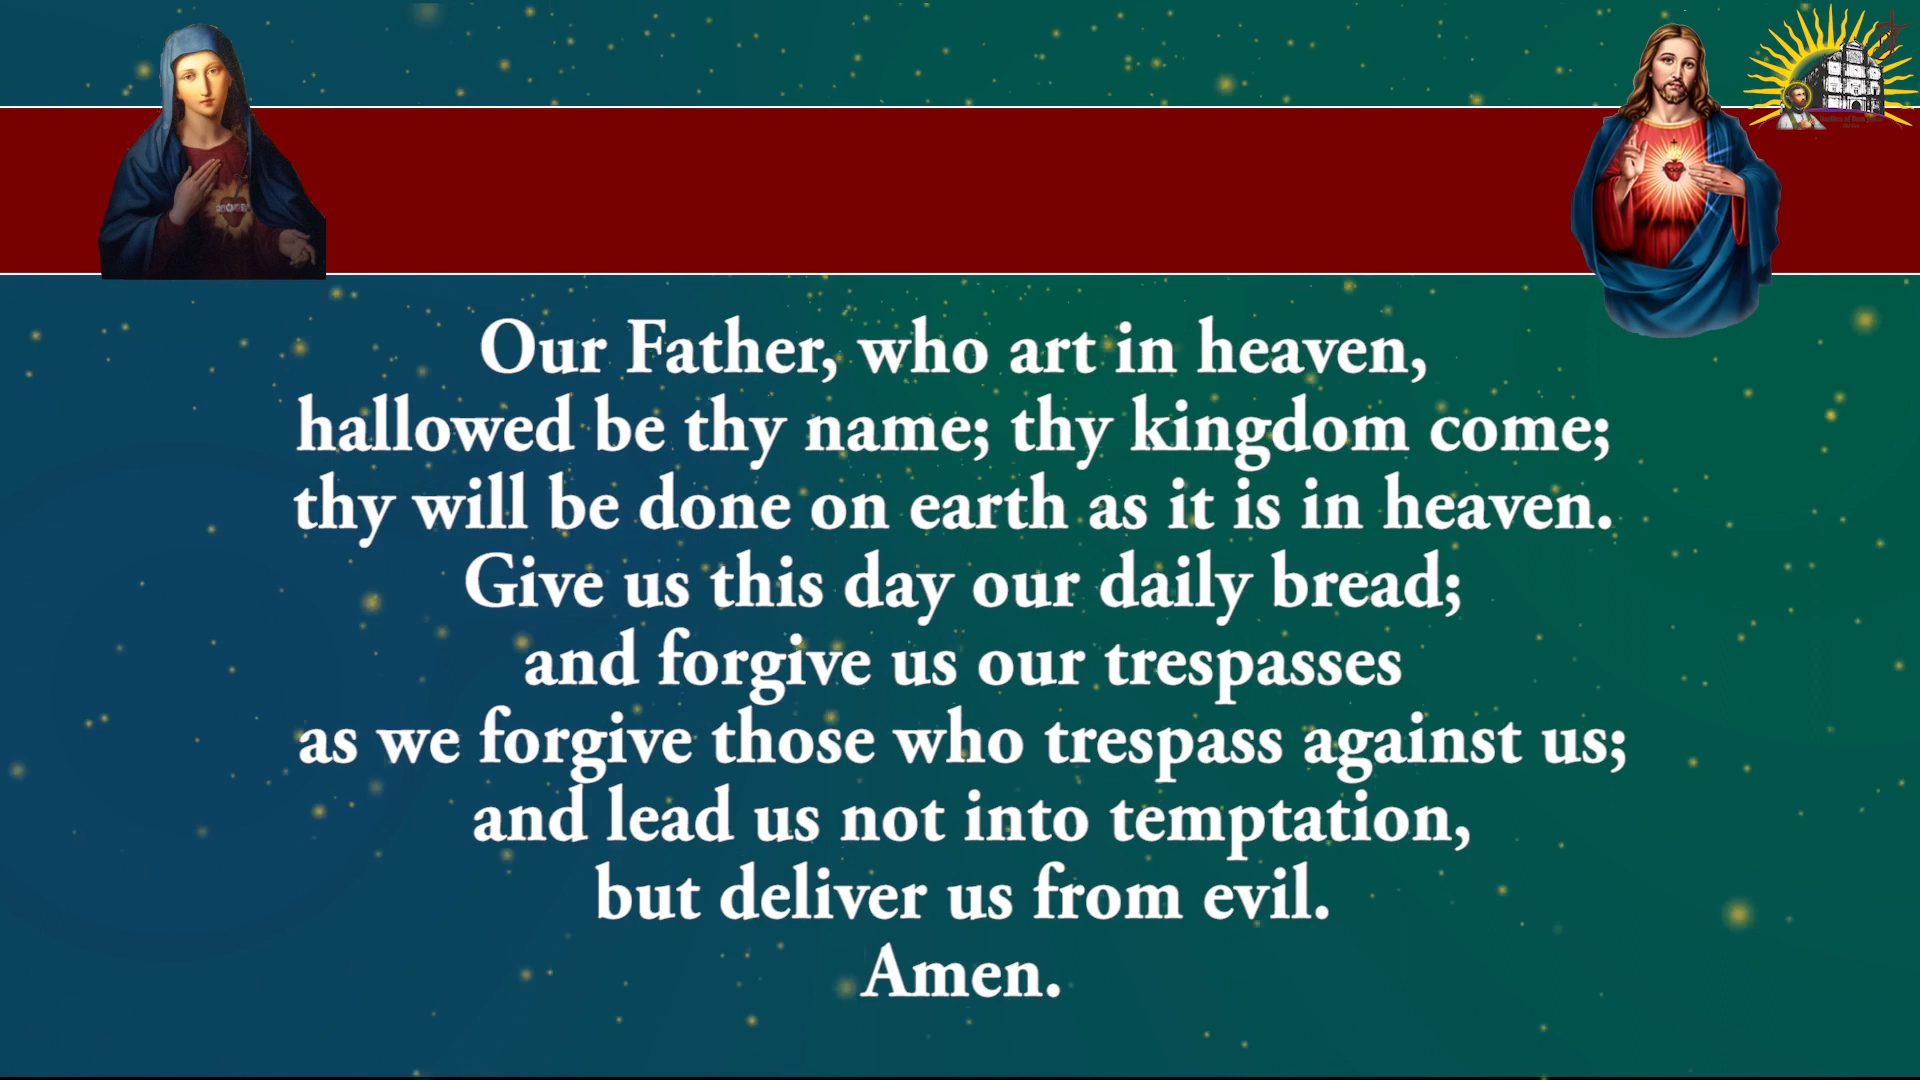 Our Father, who art in heaven,
hallowed be thy name; thy kingdom come;
thy will be done on earth as it is in heaven.
Give us this day our daily bread;
and forgive us our trespasses
as we forgive those who trespass against us;
and lead us not into temptation,
but deliver us from evil.
Amen.